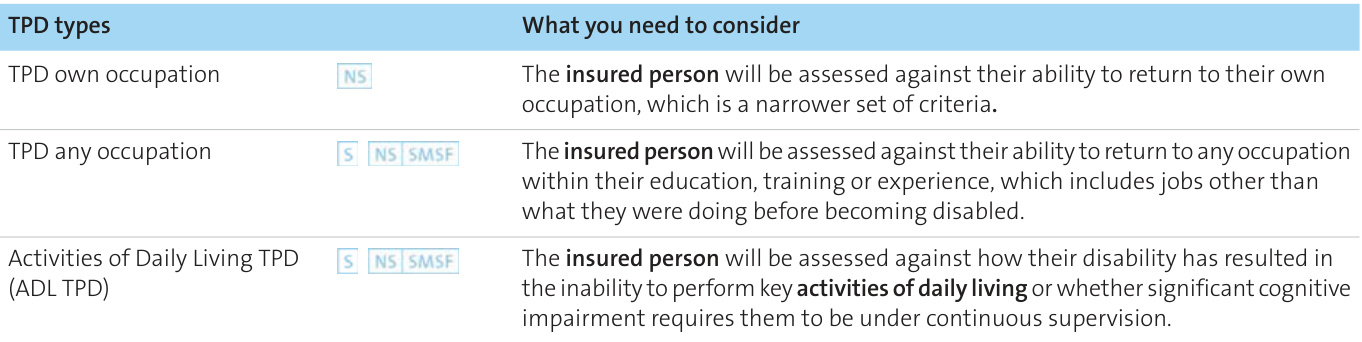 TPD types What you need to consider
TPD own occupation NS The insured person will be assessed against their ability to return to their own
occupation, which is a narrower set of criteria.
TPD any occupation S NS SMSF The insured person will be assessed against their ability to return to any occupation
within their education, training or experience, which includes jobs other than
what they were doing before becoming disabled.
Activities of Daily Living TPD S NS SMSF The insured person will be assessed against how their disability has resulted in
(ADL TPD) the inability to perform key activities of daily living or whether significant cognitive
impairment requires them to be under continuous supervision.